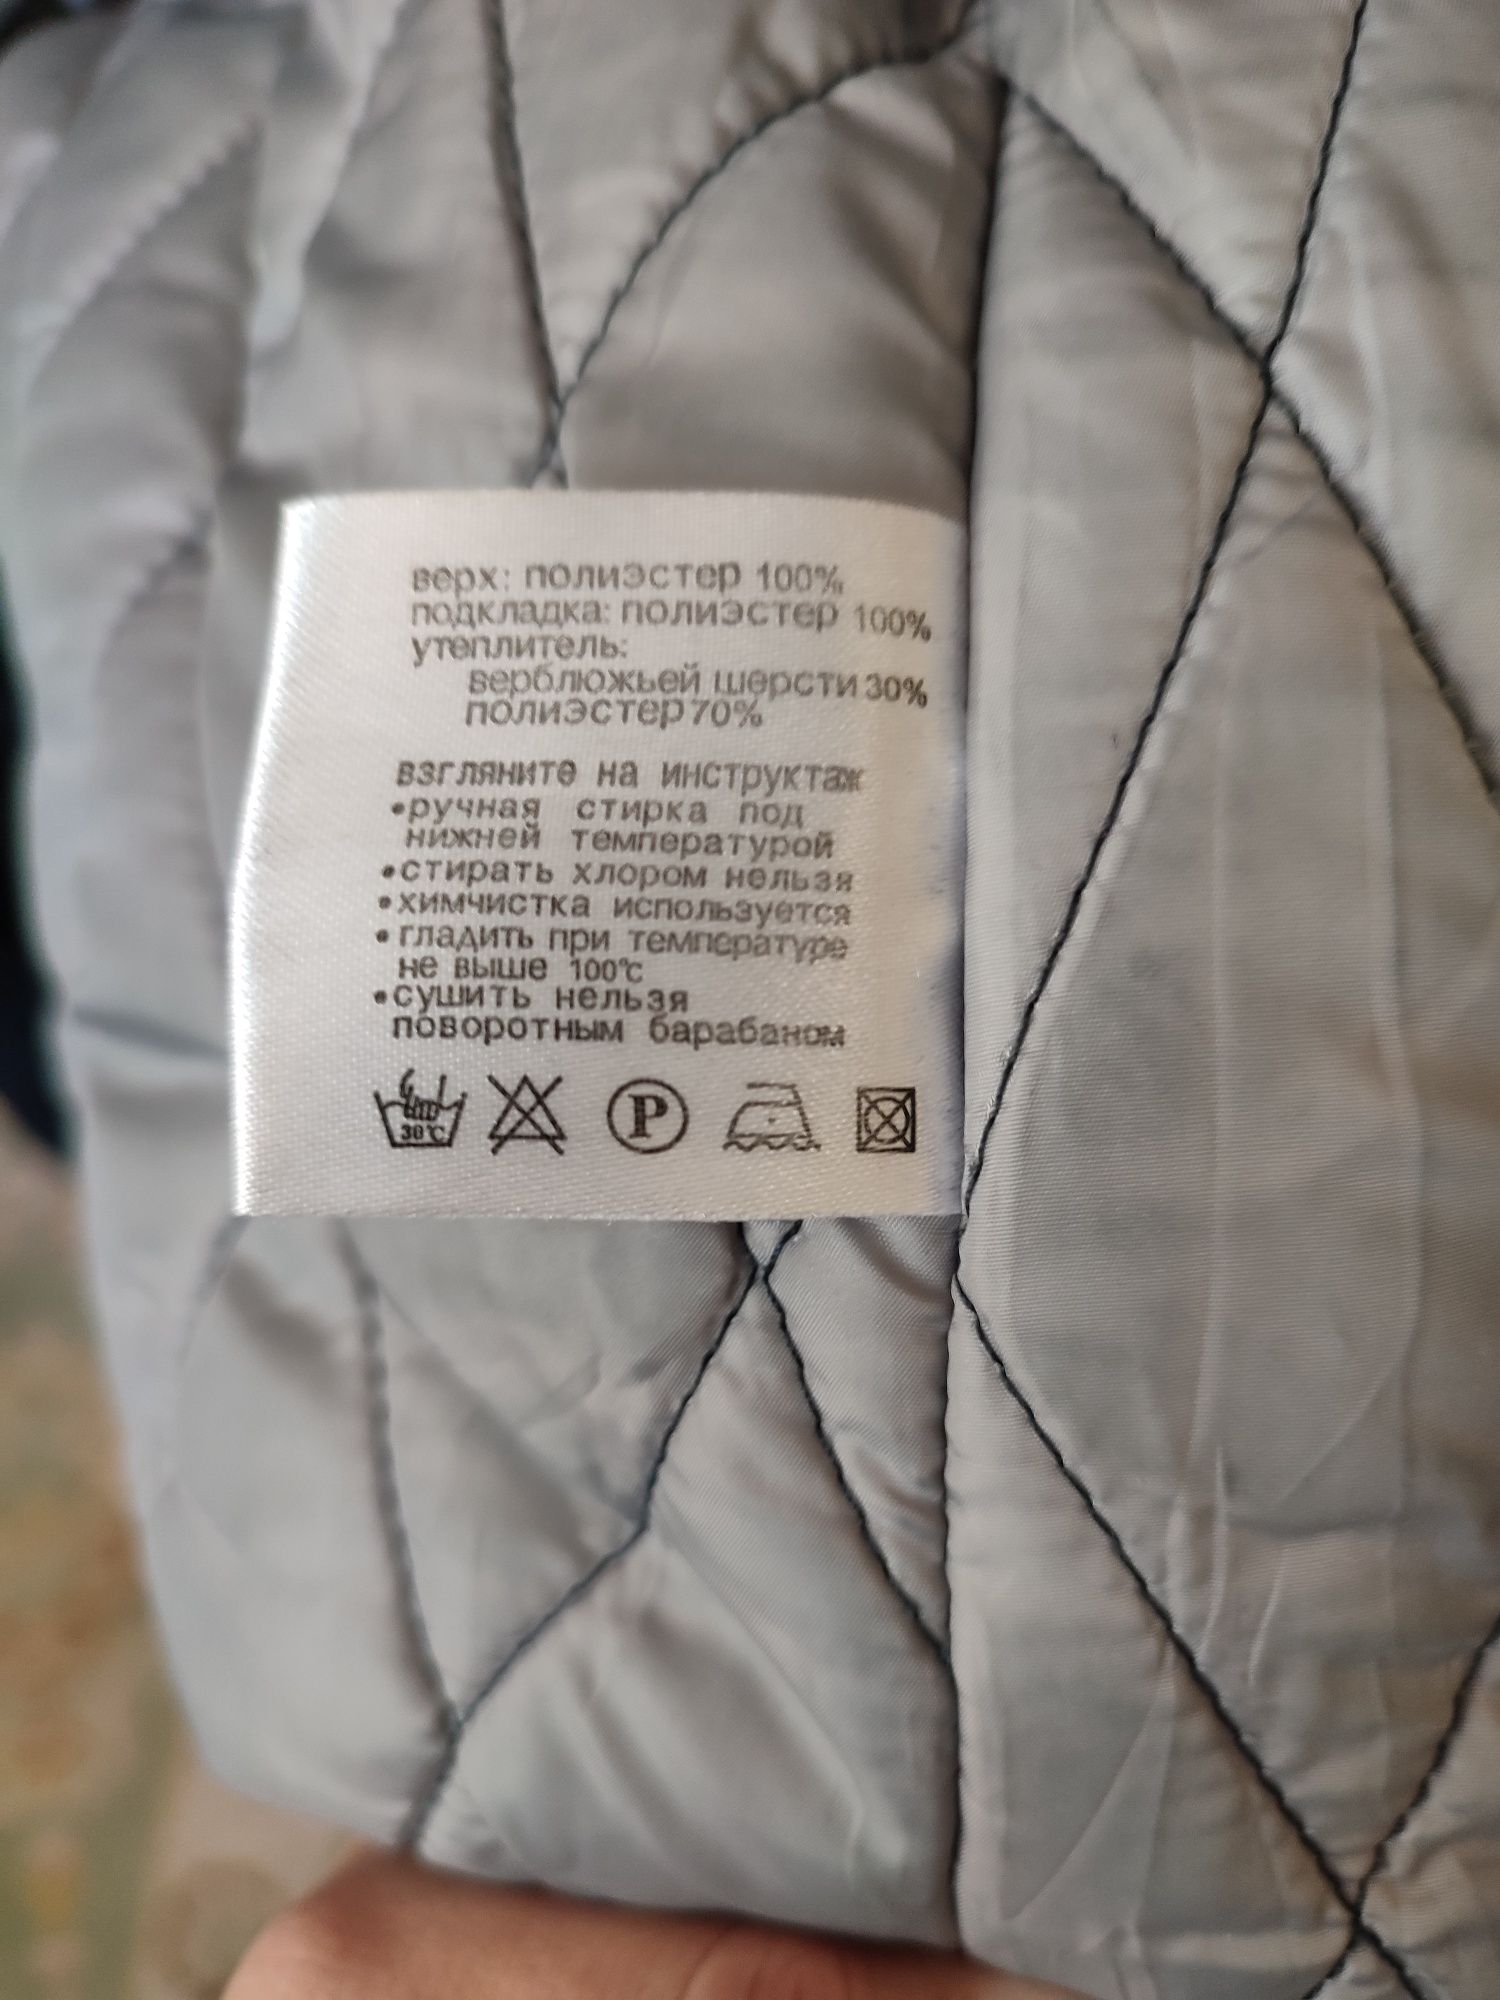 верх: полиэстер 100%
подкладка: полиэстер 100%
утеплитель:
верблюжьей шерсти 30%
полиэстер 70%
взгляните на инструктаж
•ручная стирка под
нижней температурой
•стирать хлором нельзя
•химчистка используется
•гладить при температуре
не выше 100°C
•сушить нельзя
поворотным барабаном
30°C P